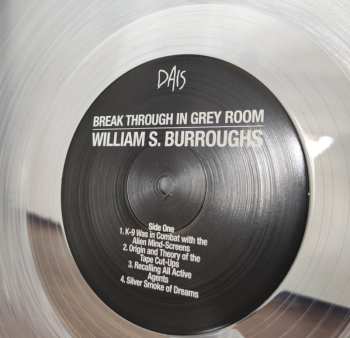 DAIS
BREAK THROUGH IN GREY ROOM
WILLIAM S. BURROUGHS
Side One
1. K-9 Was in Combat with the
Alien Mind-Screens
2. Origin and Theory of the
Tape Cut-Ups
3. Recalling All Active
Agents
4. Silver Smoke of Dreams